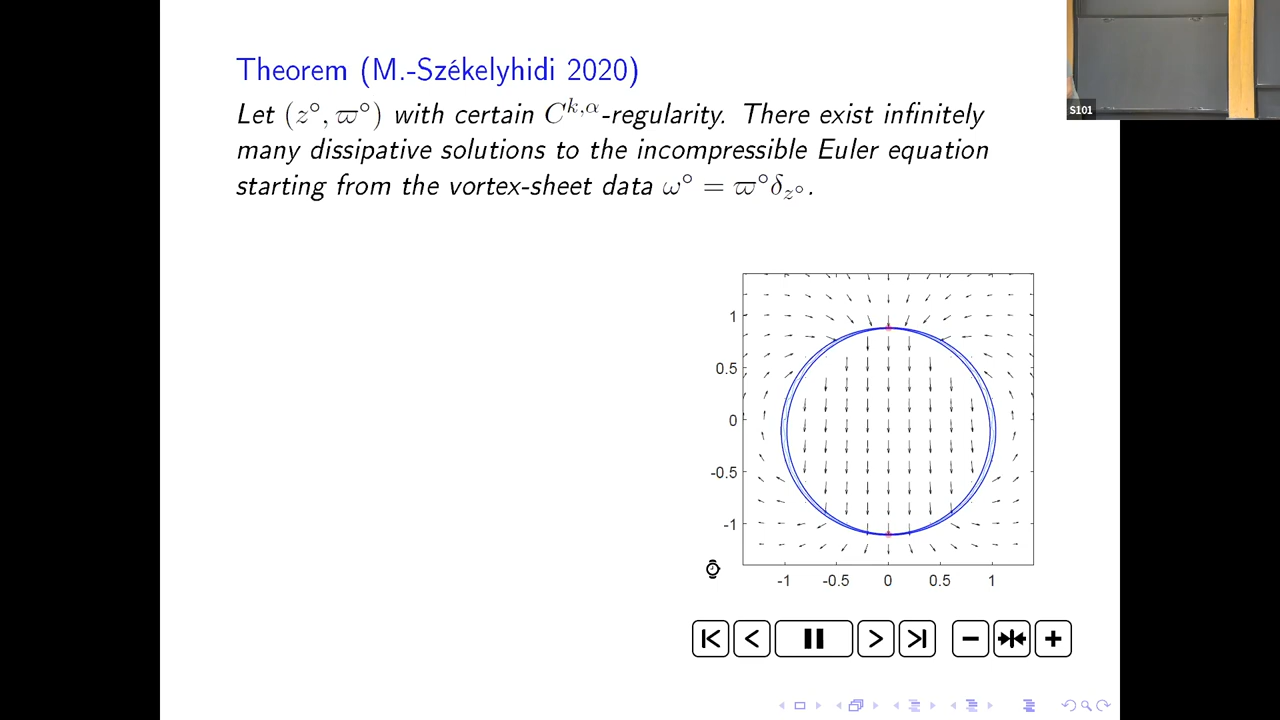 Theorem (M.-Székelyhidi 2020)
Let (z°, ϖ°) with certain C^{k,α}-regularity. There exist infinitely
many dissipative solutions to the incompressible Euler equation
starting from the vortex-sheet data ω° = ϖ°δ_{z°}.
S101
1
0.5
0
-0.5
-1
-1 -0.5 0 0.5 1